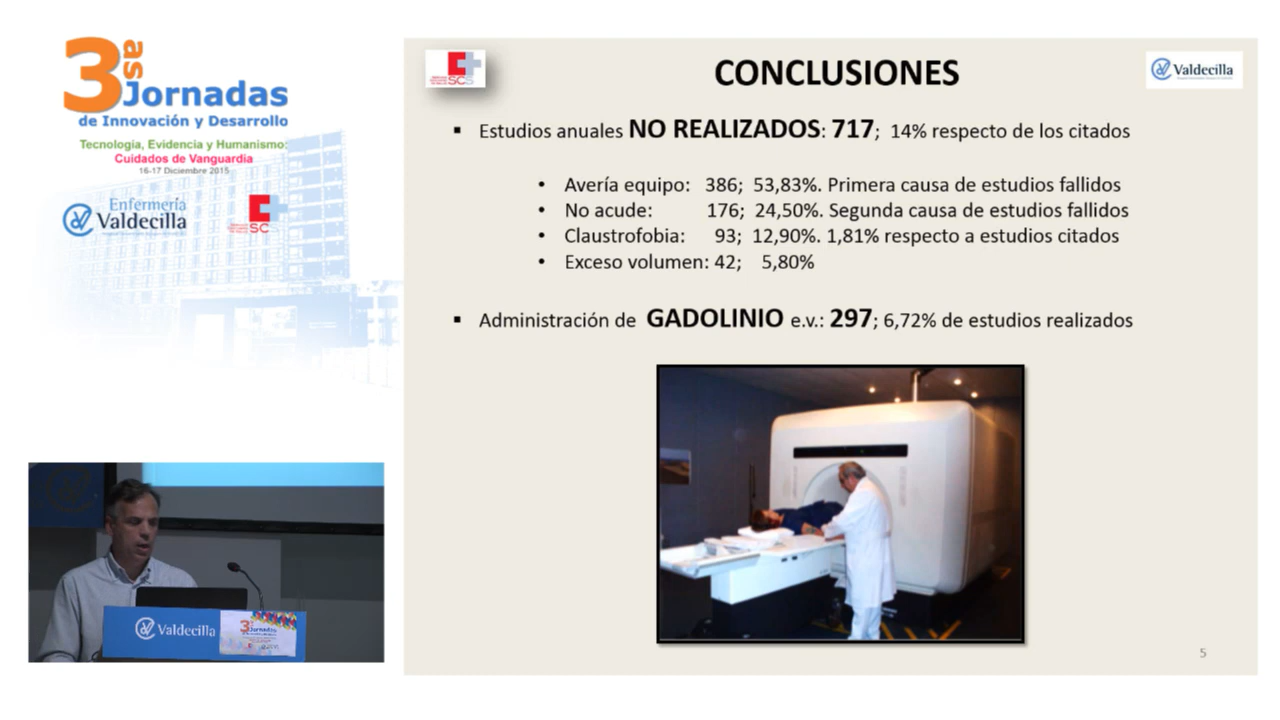 3as Jornadas
de Innovación y Desarrollo
Tecnología, Evidencia y Humanismo:
Cuidados de Vanguardia
16-17 Diciembre 2015
Enfermería
Valdecilla
SC
SCS
CONCLUSIONES
Valdecilla
▪ Estudios anuales NO REALIZADOS: 717; 14% respecto de los citados
• Avería equipo: 386; 53,83%. Primera causa de estudios fallidos
• No acude: 176; 24,50%. Segunda causa de estudios fallidos
• Claustrofobia: 93; 12,90%. 1,81% respecto a estudios citados
• Exceso volumen: 42; 5,80%
▪ Administración de GADOLINIO e.v.: 297; 6,72% de estudios realizados
5
Valdecilla
3as Jornadas